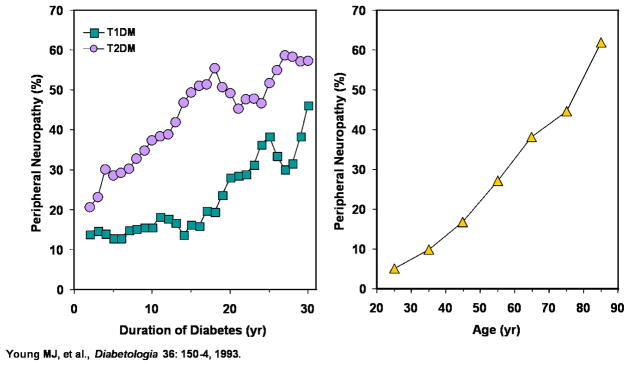 70
60
50
40
30
20
10
0
Peripheral Neuropathy (%)
T1DM
T2DM
0 10 20 30
Duration of Diabetes (yr)
70
60
50
40
30
20
10
0
Peripheral Neuropathy (%)
20 30 40 50 60 70 80 90
Age (yr)
Young MJ, et al., Diabetologia 36: 150-4, 1993.